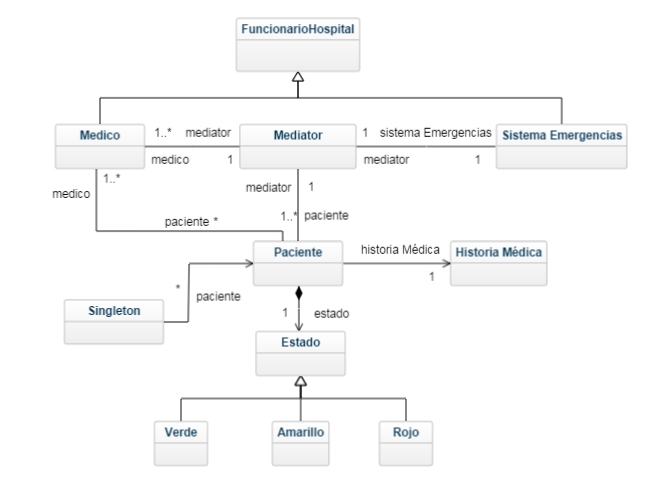 FuncionarioHospital
Medico
1..* mediator
medico 1
Mediator
1 sistema Emergencias
mediator 1
Sistema Emergencias
1..*
medico
mediator 1
1..* paciente
paciente *
Paciente
historia Médica
1
Historia Médica
*
paciente
Singleton
1 estado
Estado
Verde
Amarillo
Rojo